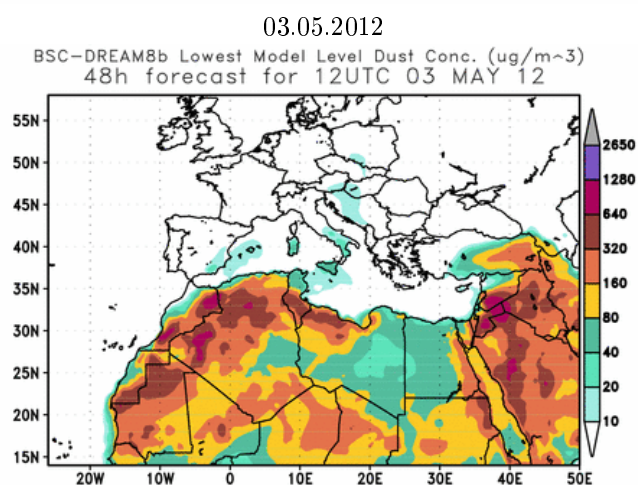 03.05.2012
BSC-DREAM8b Lowest Model Level Dust Conc. (ug/m^3)
48h forecast for 12UTC 03 MAY 12
55N
50N
45N
40N
35N
30N
25N
20N
15N
20W 10W 0 10E 20E 30E 40E 50E
2650
1280
640
320
160
80
40
20
10